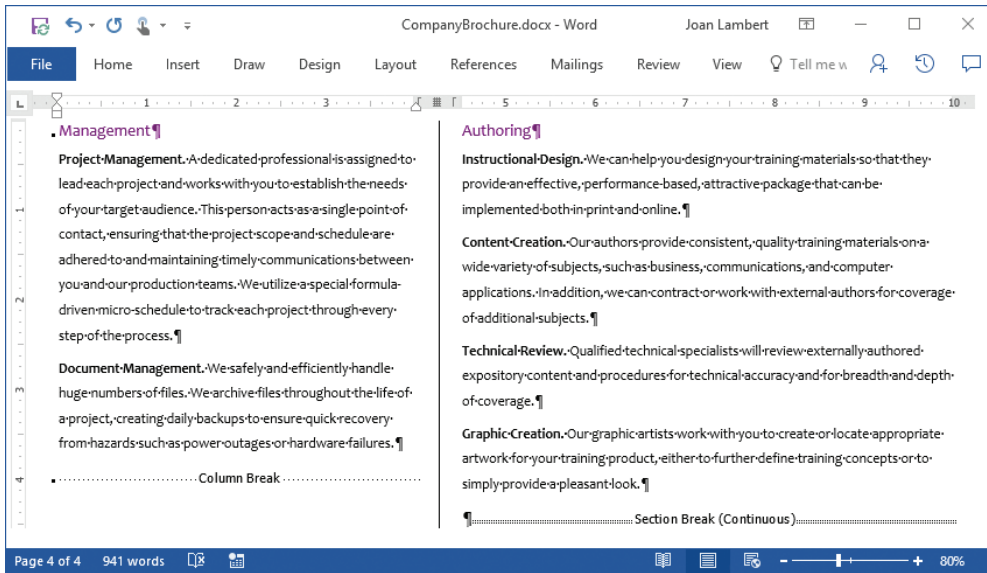 CompanyBrochure.docx - Word Joan Lambert
File Home Insert Draw Design Layout References Mailings Review View Tell me w
1 2 3 5 6 7 8 9 10
Management¶
Project·Management.·A·dedicated·professional·is·assigned·to·
lead·each·project·and·works·with·you·to·establish·the·needs·
of·your·target·audience.·This·person·acts·as·a·single·point·of·
contact,·ensuring·that·the·project·scope·and·schedule·are·
adhered·to·and·maintaining·timely·communications·between·
you·and·our·production·teams.·We·utilize·a·special·formula-
driven·micro-schedule·to·track·each·project·through·every·
step·of·the·process.¶
Document·Management.·We·safely·and·efficiently·handle·
huge·numbers·of·files.·We·archive·files·throughout·the·life·of·
a·project,·creating·daily·backups·to·ensure·quick·recovery·
from·hazards·such·as·power·outages·or·hardware·failures.¶
Column Break
Authoring¶
Instructional·Design.·We·can·help·you·design·your·training·materials·so·that·they·
provide·an·effective,·performance-based,·attractive·package·that·can·be·
implemented·both·in·print·and·online.¶
Content·Creation.·Our·authors·provide·consistent,·quality·training·materials·on·a·
wide·variety·of·subjects,·such·as·business,·communications,·and·computer·
applications.·In·addition,·we·can·contract·or·work·with·external·authors·for·coverage·
of·additional·subjects.¶
Technical·Review.·Qualified·technical·specialists·will·review·externally·authored·
expository·content·and·procedures·for·technical·accuracy·and·for·breadth·and·depth·
of·coverage.¶
Graphic·Creation.·Our·graphic·artists·work·with·you·to·create·or·locate·appropriate·
artwork·for·your·training·product,·either·to·further·define·training·concepts·or·to·
simply·provide·a·pleasant·look.¶
¶ Section Break (Continuous)
1
2
3
4
Page 4 of 4 941 words 80%